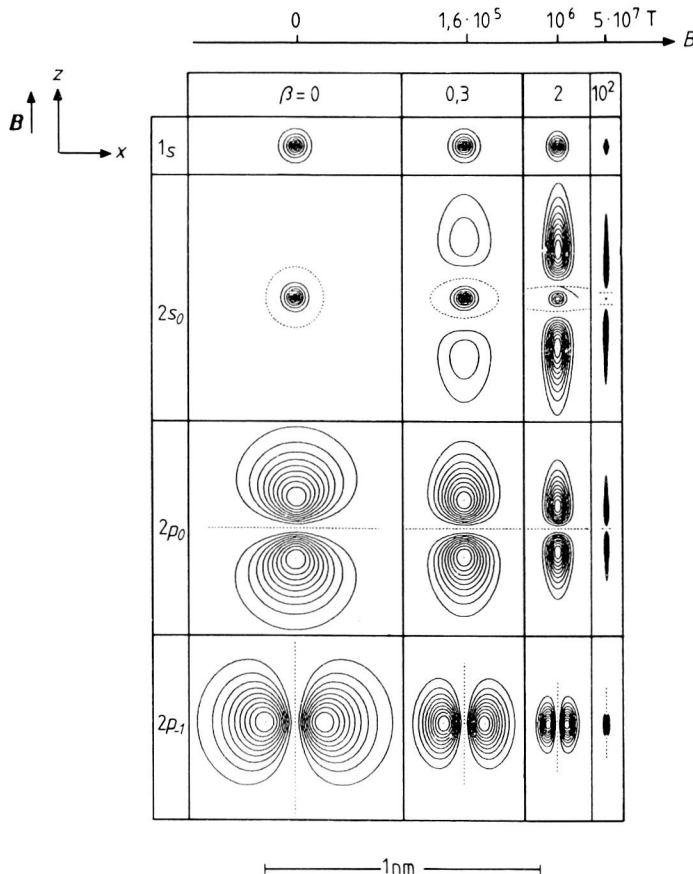 0 1,6·10⁵ 10⁶ 5·10⁷ T
B
z
B
x
β=0 0,3 2 10²
1s
2s₀
2p₀
2p₋₁
1nm